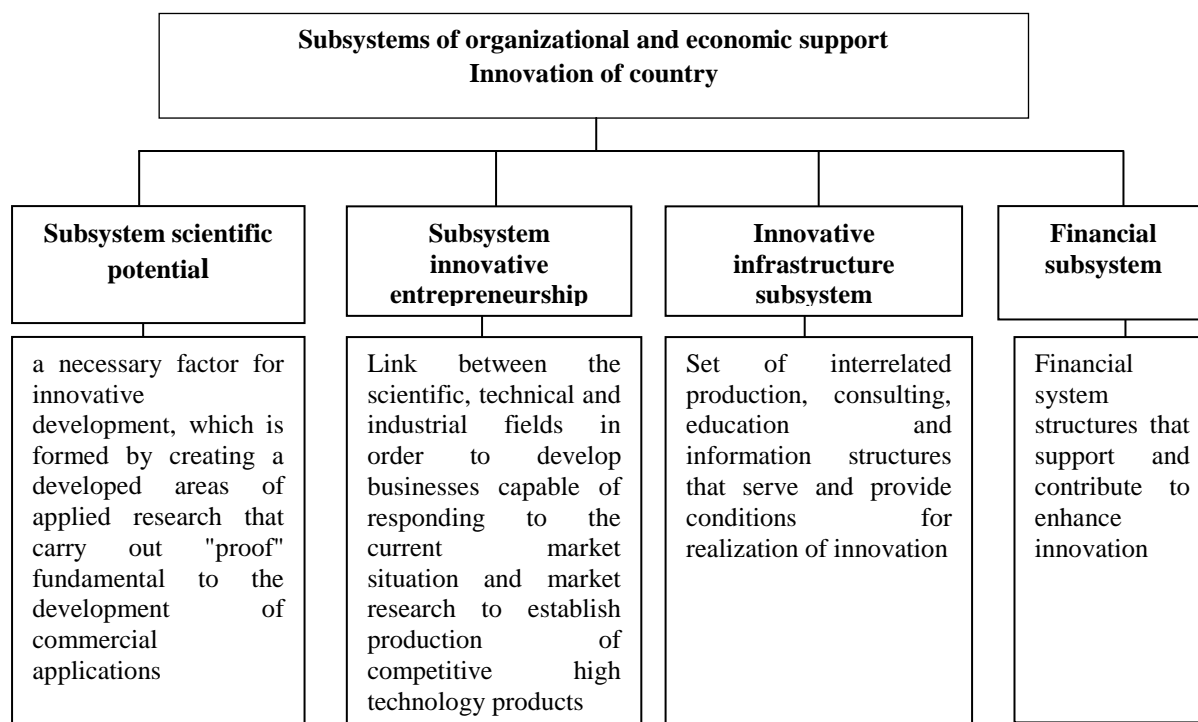 Subsystems of organizational and economic support
Innovation of country
Subsystem scientific
potential
a necessary factor for
innovative
development, which is
formed by creating a
developed areas of
applied research that
carry out "proof"
fundamental to the
development of
commercial
applications
Subsystem
innovative
entrepreneurship
Link between the
scientific, technical and
industrial fields in
order to develop
businesses capable of
responding to the
current market
situation and market
research to establish
production of
competitive high
technology products
Innovative
infrastructure
subsystem
Set of interrelated
production, consulting,
education and
information structures
that serve and provide
conditions for
realization of innovation
Financial
subsystem
Financial
system
structures that
support and
contribute to
enhance
innovation